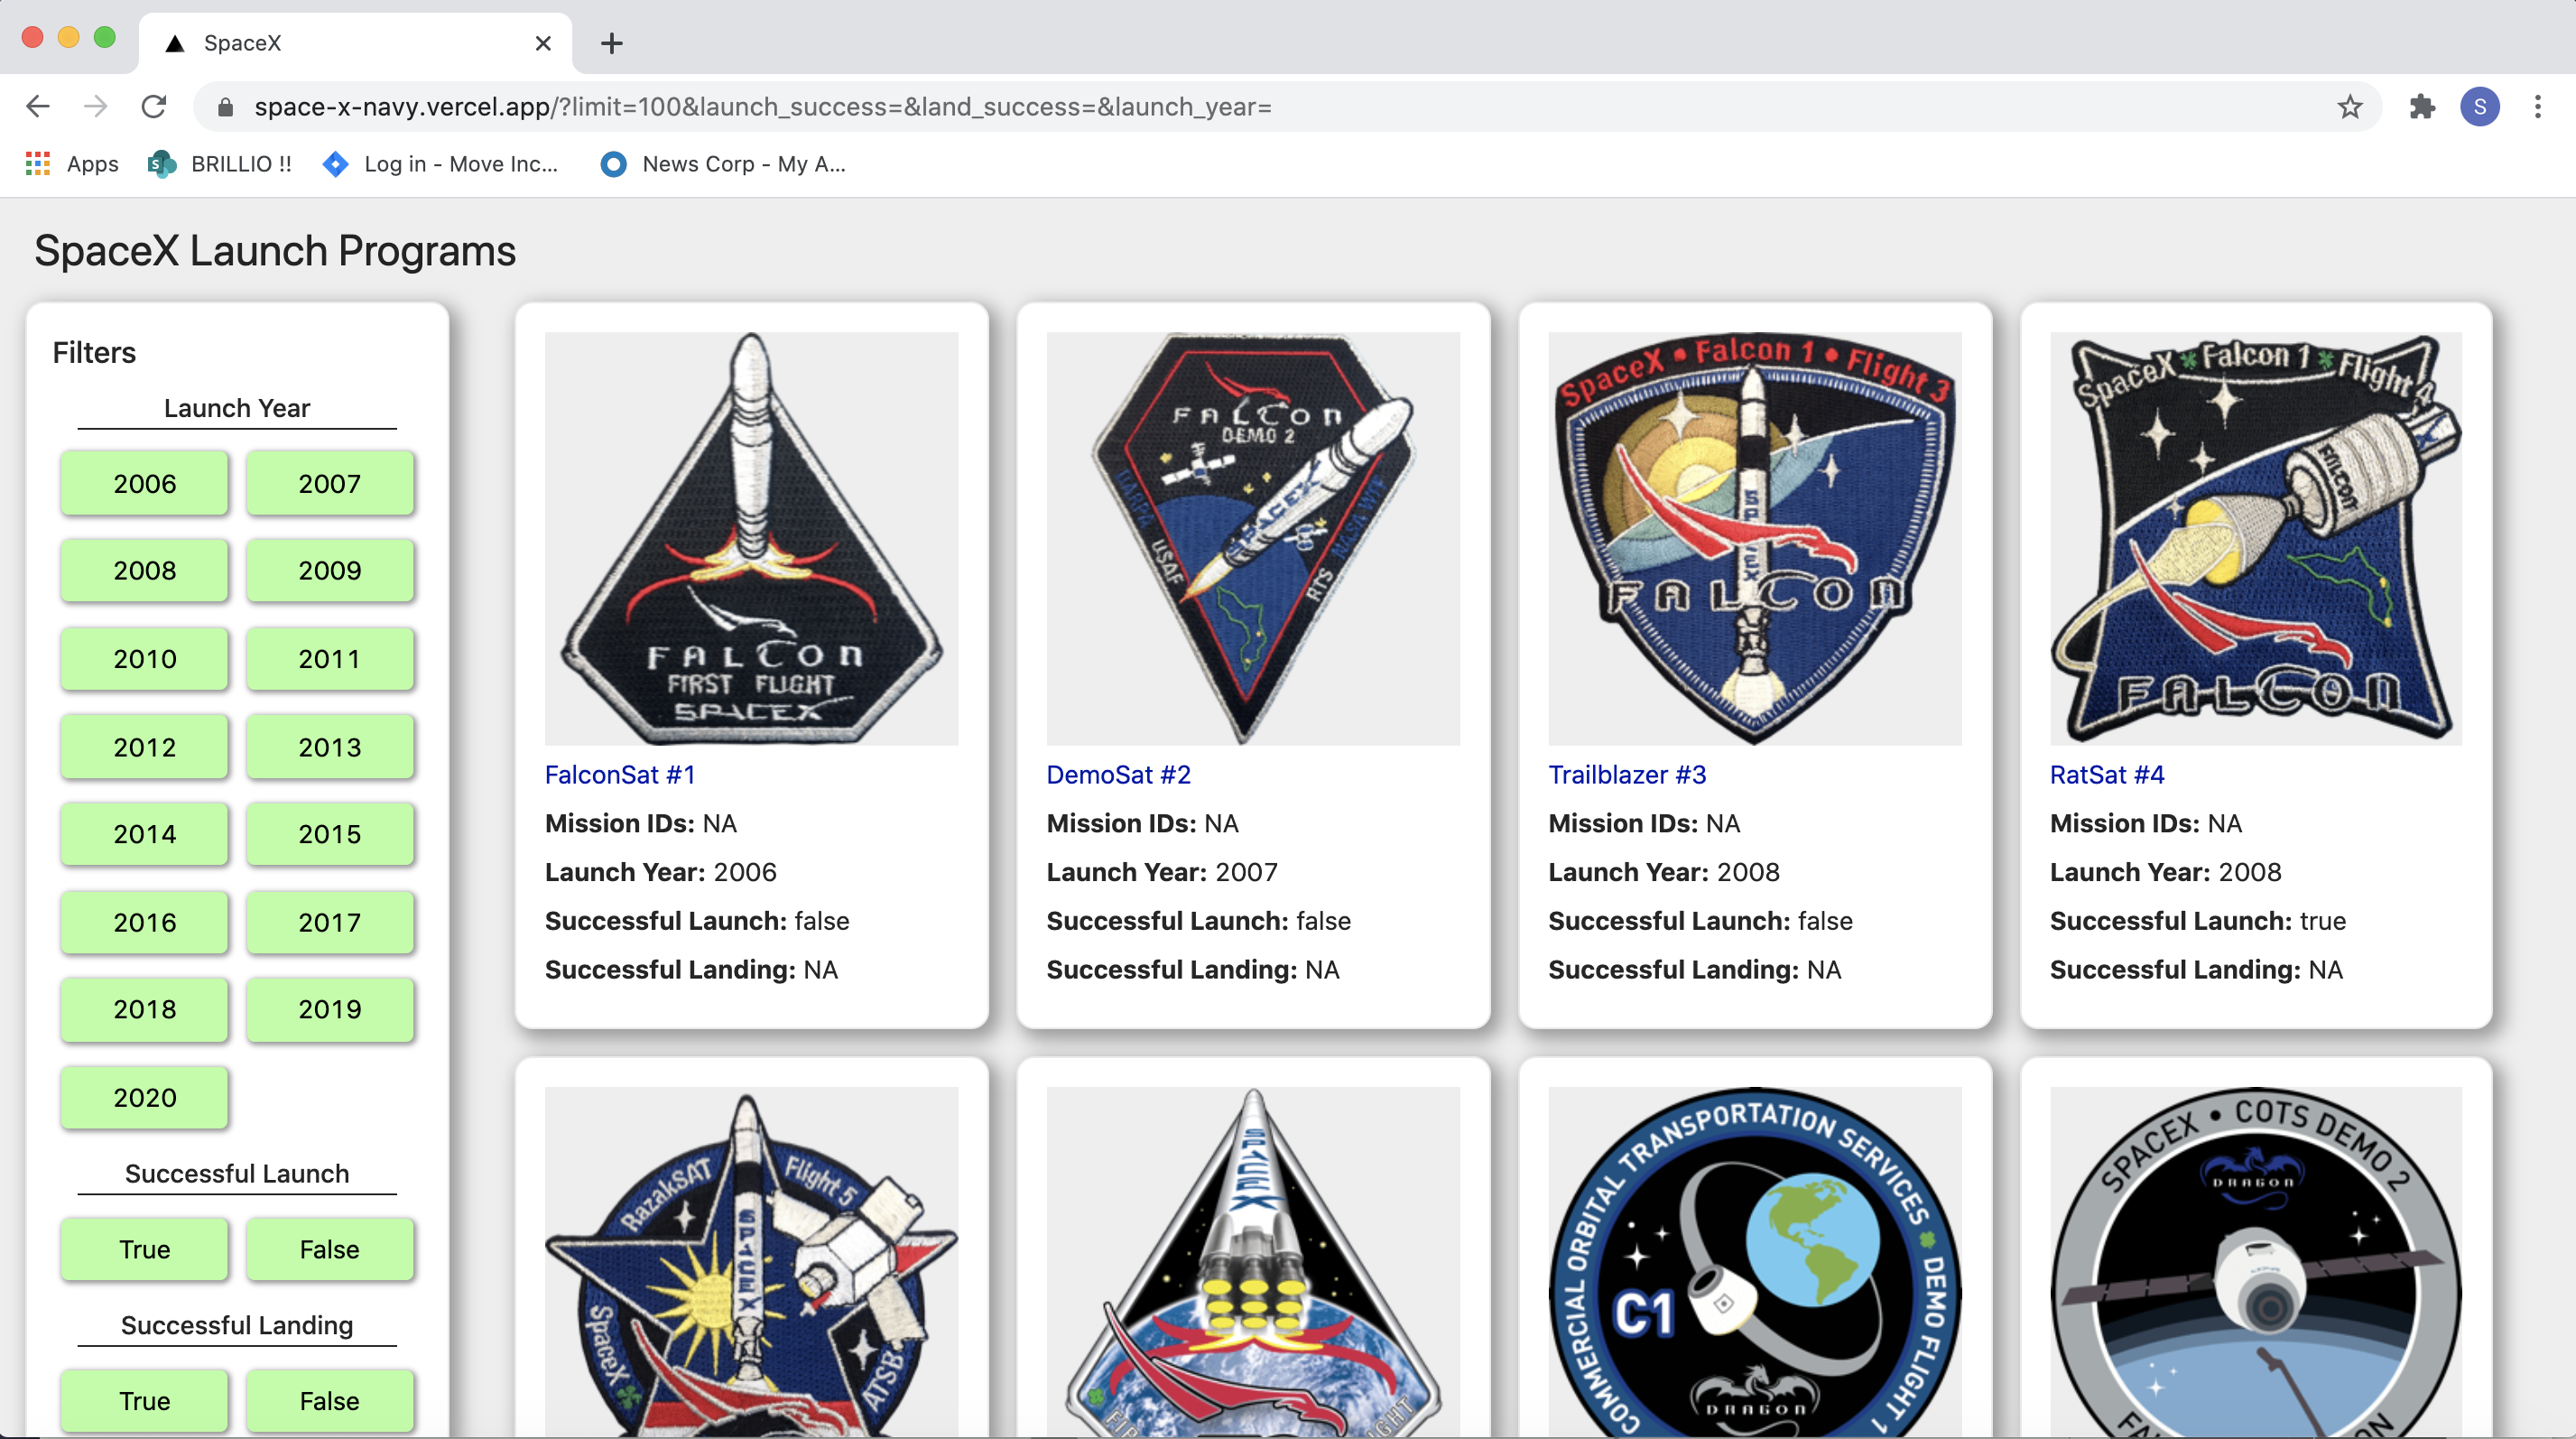 SpaceX
space-x-navy.vercel.app/?limit=100&launch_success=&land_success=&launch_year=
S
Apps
S
BRILLIO !!
Log in - Move Inc...
News Corp - My A...
SpaceX Launch Programs
Filters
Launch Year
2006
2007
2008
2009
2010
2011
2012
2013
2014
2015
2016
2017
2018
2019
2020
Successful Launch
True
False
Successful Landing
True
False
FALCON
FIRST FLIGHT
SPACEX
FalconSat #1
Mission IDs: NA
Launch Year: 2006
Successful Launch: false
Successful Landing: NA
FALCON
DEMO 2
SPACEX
DARPA USAF
RTS NASA WFF
DemoSat #2
Mission IDs: NA
Launch Year: 2007
Successful Launch: false
Successful Landing: NA
SpaceX • Falcon 1 • Flight 3
SPACEX
FALCON
Trailblazer #3
Mission IDs: NA
Launch Year: 2008
Successful Launch: false
Successful Landing: NA
SpaceX Falcon 1 Flight 4
FALCON
FALCON
RatSat #4
Mission IDs: NA
Launch Year: 2008
Successful Launch: true
Successful Landing: NA
RazakSAT
Flight 5
SPACEX
SpaceX
ATSB
SPACEX
COMMERCIAL ORBITAL TRANSPORTATION SERVICES DEMO FLIGHT 1
C1
DRAGON
SPACEX • COTS DEMO 2
DRAGON